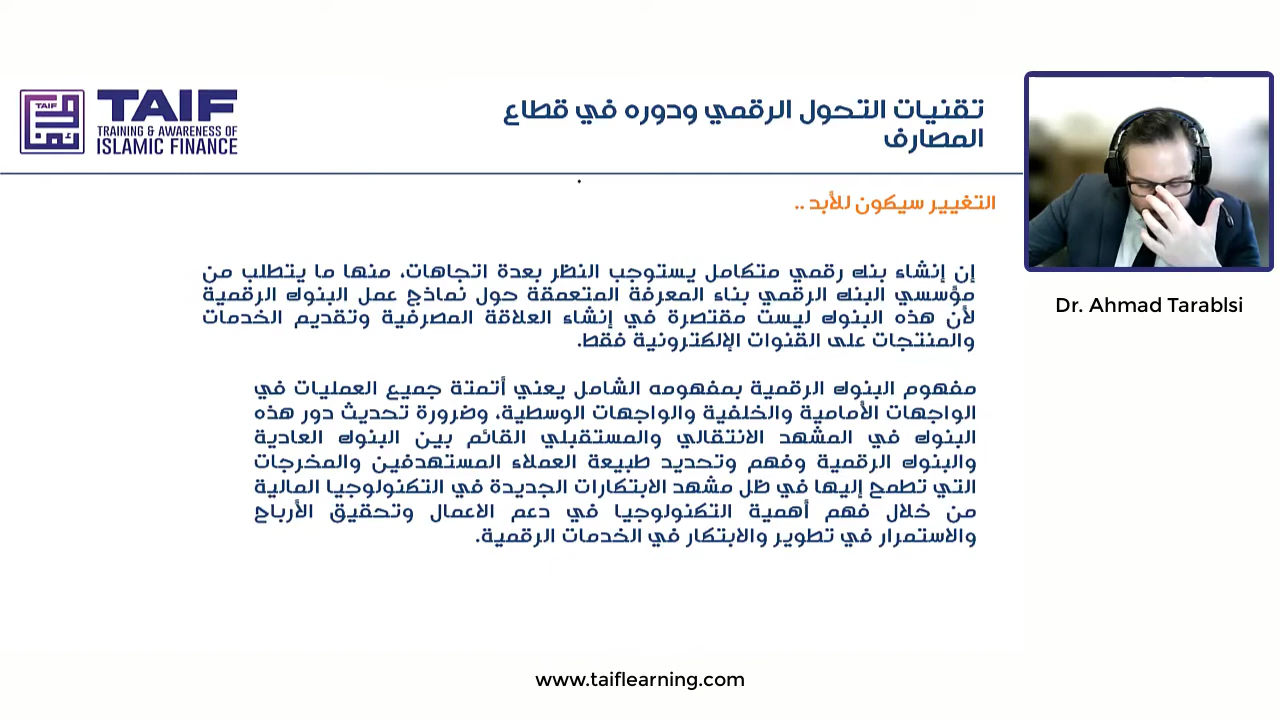 TAIF
TAIF
TRAINING & AWARENESS OF
ISLAMIC FINANCE
تقنيات التحول الرقمي ودوره في قطاع
المصارف
التغيير سيكون للأبد ..
إن إنشاء بنك رقمي متكامل يستوجب النظر بعدة اتجاهات، منها ما يتطلب من
مؤسسي البنك الرقمي بناء المعرفة المتعمقة حول نماذج عمل البنوك الرقمية
لأن هذه البنوك ليست مقتصرة في إنشاء العلاقة المصرفية وتقديم الخدمات
والمنتجات على القنوات الإلكترونية فقط.
مفهوم البنوك الرقمية بمفهومه الشامل يعني أتمتة جميع العمليات في
الواجهات الأمامية والخلفية والواجهات الوسطية، وضرورة تحديث دور هذه
البنوك في المشهد الانتقالي والمستقبلي القائم بين البنوك العادية
والبنوك الرقمية وفهم وتحديد طبيعة العملاء المستهدفين والمخرجات
التي تطمح إليها في ظل مشهد الابتكارات الجديدة في التكنولوجيا المالية
من خلال فهم أهمية التكنولوجيا في دعم الاعمال وتحقيق الأرباح
والاستمرار في تطوير والابتكار في الخدمات الرقمية.
Dr. Ahmad Tarablsi
www.taiflearning.com